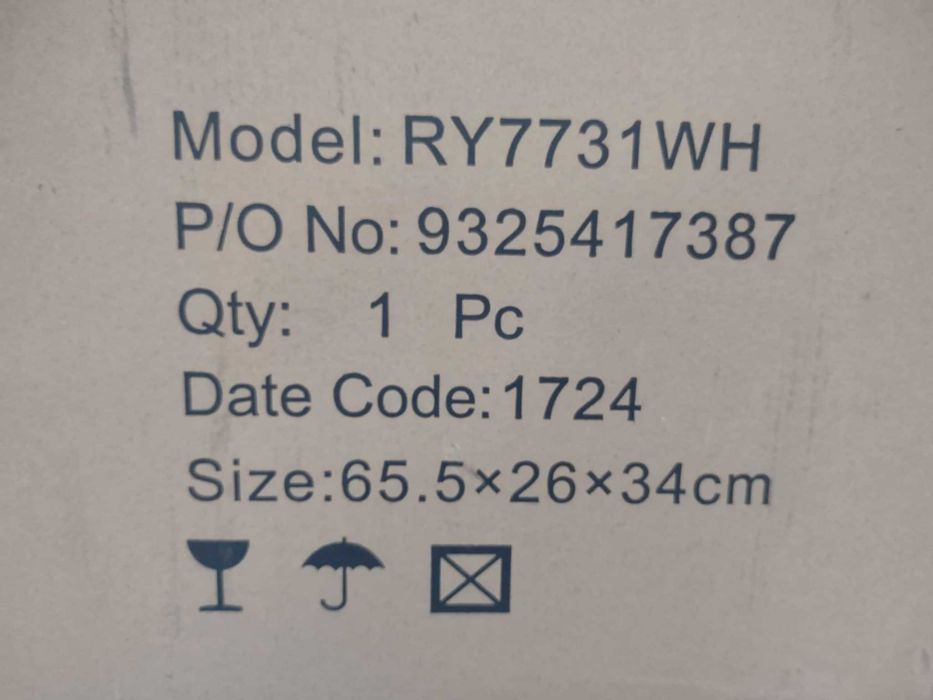 Model: RY7731WH
P/O No: 9325417387
Qty: 1 Pc
Date Code: 1724
Size:65.5×26×34cm